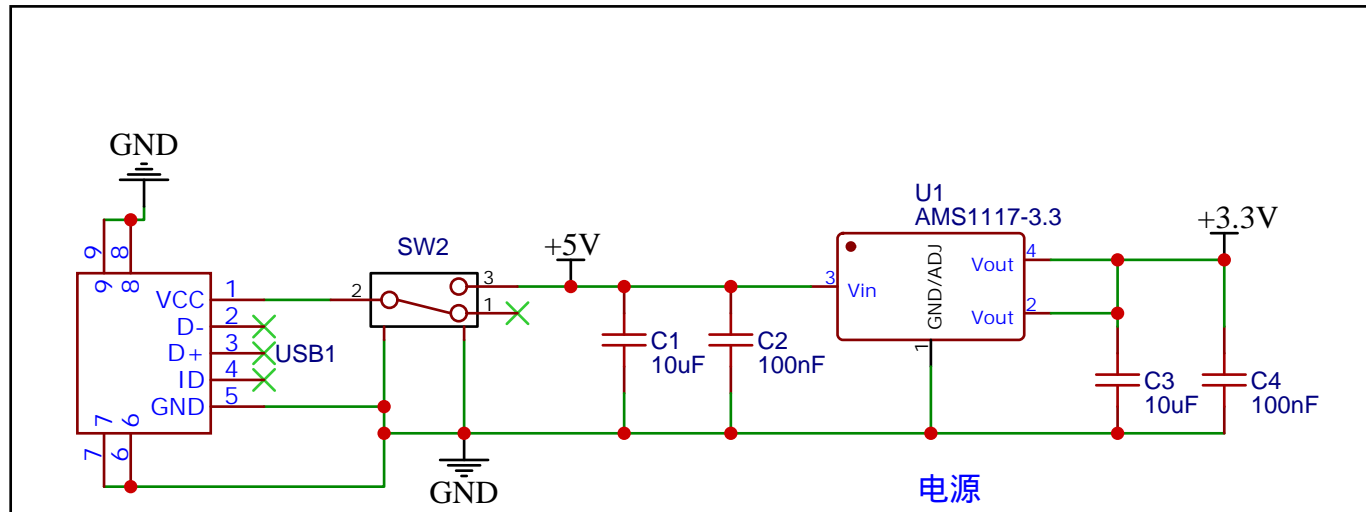 GND
U1
AMS1117-3.3
+3.3V
SW2
+5V
9
8
9
8
VCC
1
D-
2
D+
3
ID
4
GND
5
USB1
7
6
7
6
2
3
1
C1
10uF
C2
100nF
3
Vin
GND/ADJ
1
Vout
4
Vout
2
C3
10uF
C4
100nF
GND
电源